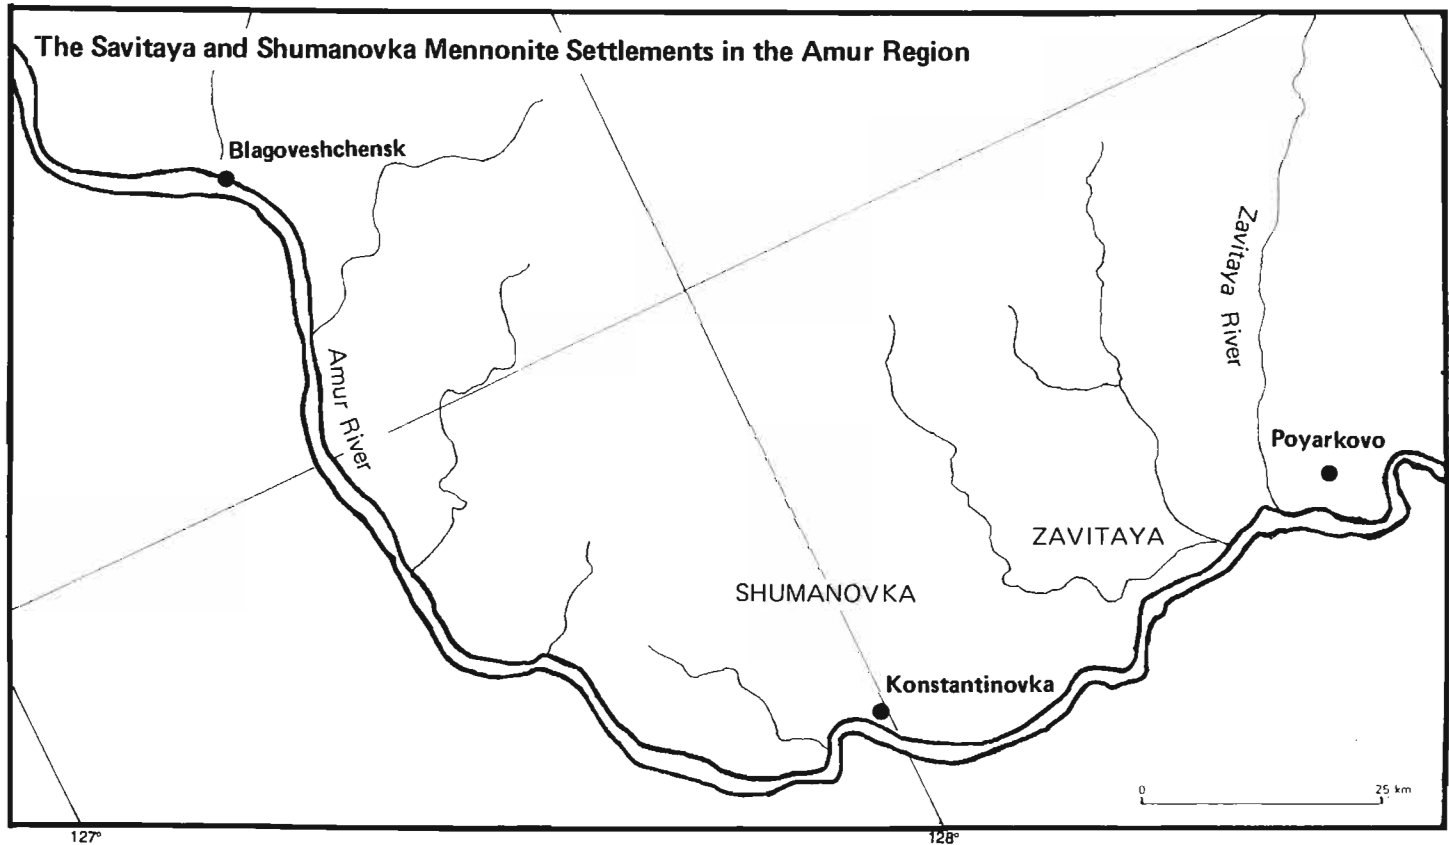 The Savitaya and Shumanovka Mennonite Settlements in the Amur Region
Blagoveshchensk
Zavitaya River
Amur River
Poyarkovo
ZAVITAYA
SHUMANOVKA
Konstantinovka
0 25 km
127° 128°